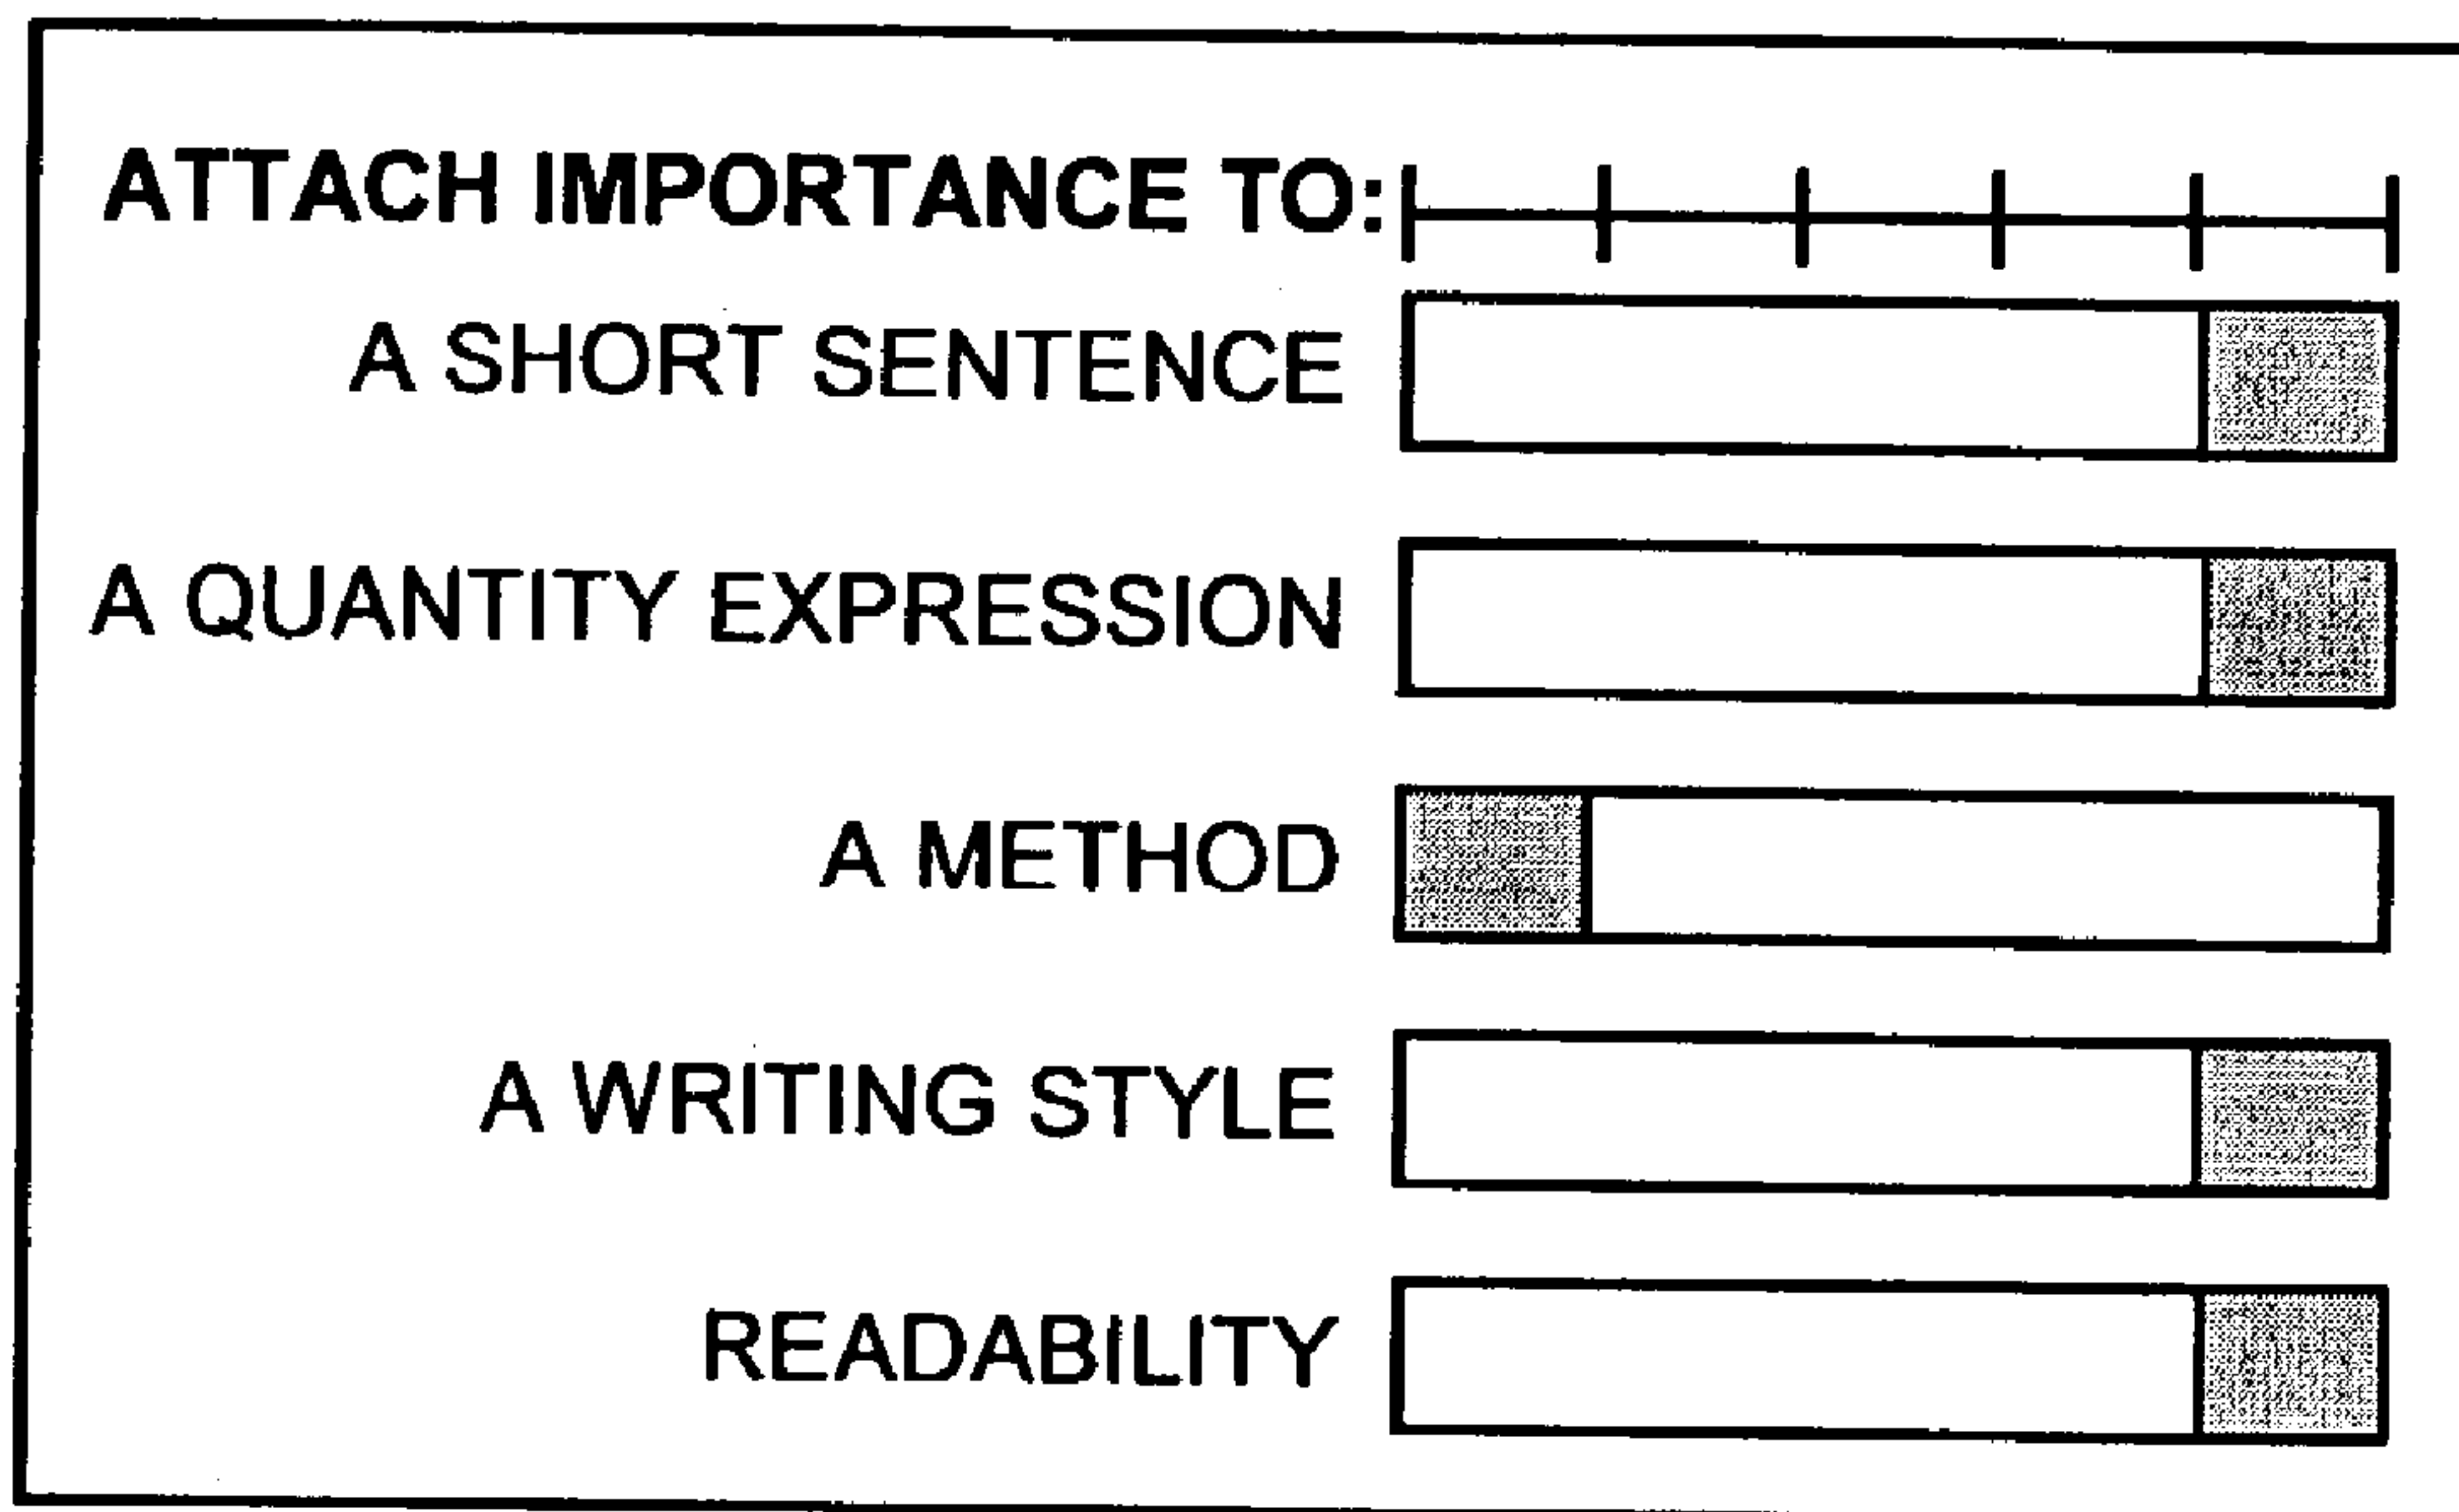 ATTACH IMPORTANCE TO:
A SHORT SENTENCE
A QUANTITY EXPRESSION
A METHOD
A WRITING STYLE
READABILITY